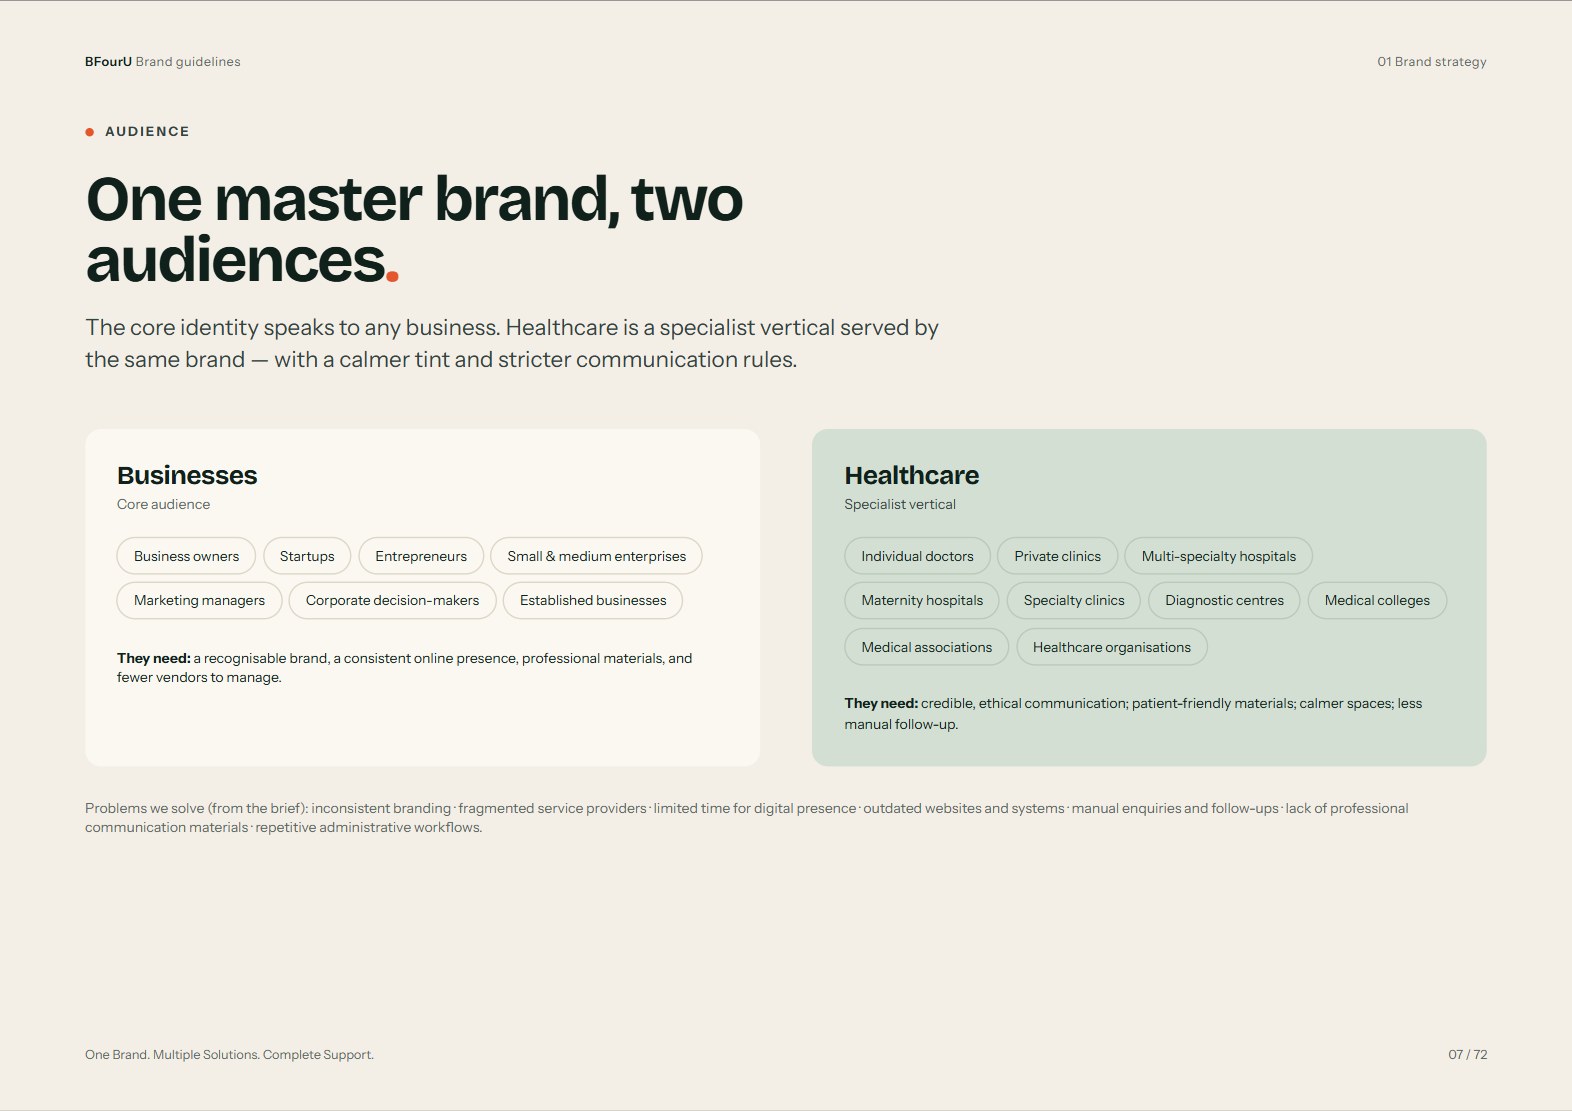 BFourU Brand guidelines
01 Brand strategy
AUDIENCE
One master brand, two
audiences.
The core identity speaks to any business. Healthcare is a specialist vertical served by
the same brand — with a calmer tint and stricter communication rules.
Businesses
Core audience
Business owners
Startups
Entrepreneurs
Small & medium enterprises
Marketing managers
Corporate decision-makers
Established businesses
They need: a recognisable brand, a consistent online presence, professional materials, and
fewer vendors to manage.
Healthcare
Specialist vertical
Individual doctors
Private clinics
Multi-specialty hospitals
Maternity hospitals
Specialty clinics
Diagnostic centres
Medical colleges
Medical associations
Healthcare organisations
They need: credible, ethical communication; patient-friendly materials; calmer spaces; less
manual follow-up.
Problems we solve (from the brief): inconsistent branding · fragmented service providers · limited time for digital presence · outdated websites and systems · manual enquiries and follow-ups · lack of professional
communication materials · repetitive administrative workflows.
One Brand. Multiple Solutions. Complete Support.
07 / 72